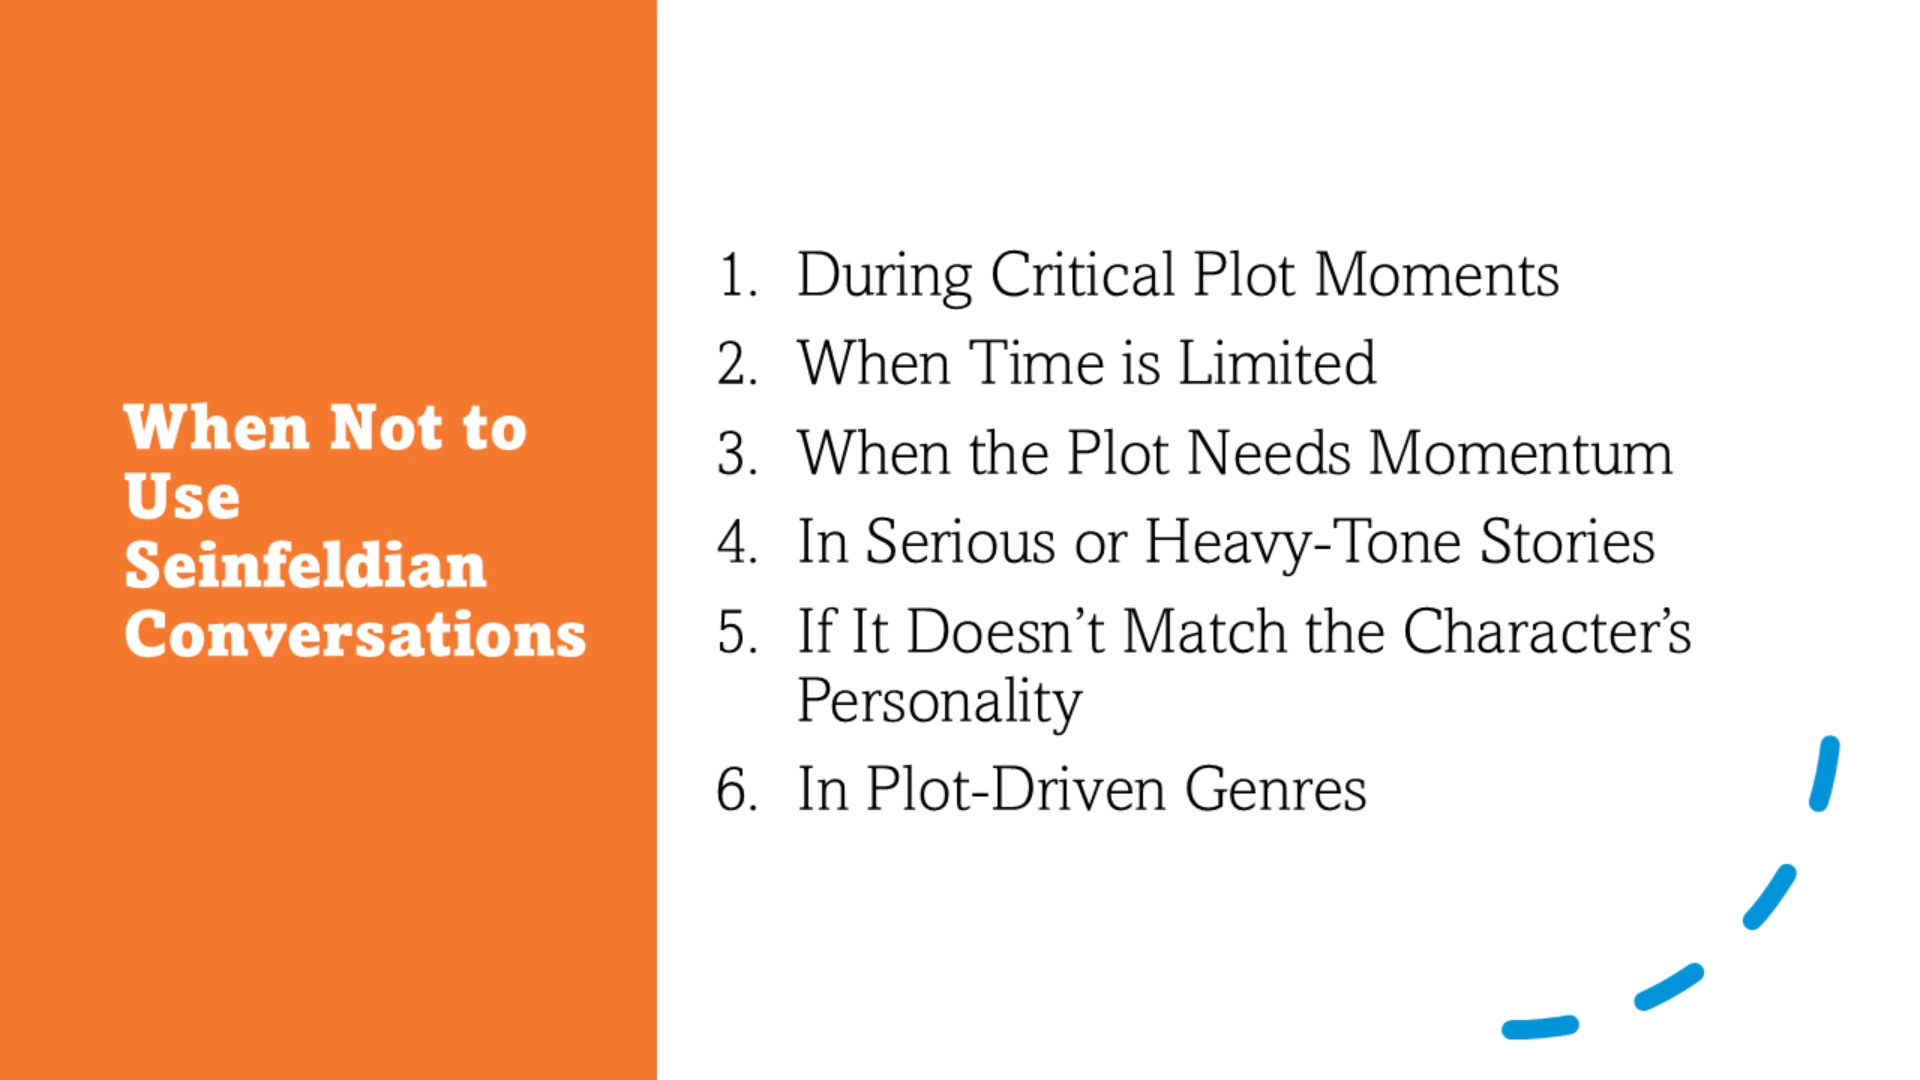 When Not to
Use
Seinfeldian
Conversations
1. During Critical Plot Moments
2. When Time is Limited
3. When the Plot Needs Momentum
4. In Serious or Heavy-Tone Stories
5. If It Doesn’t Match the Character’s
Personality
6. In Plot-Driven Genres